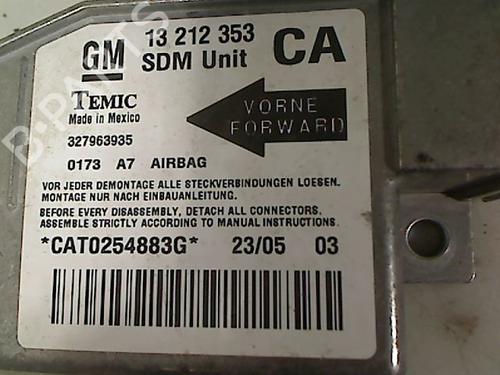 GM 13 212 353 CA
SDM Unit
TEMIC
Made in Mexico
VORNE
FORWARD
327963935
0173 A7 AIRBAG
VOR JEDER DEMONTAGE ALLE STECKVERBINDUNGEN LOESEN.
MONTAGE NUR NACH EINBAUANLEITUNG.
BEFORE EVERY DISASSEMBLY, DETACH ALL CONNECTORS.
ASSEMBLE STRICTLY ACCORDING TO MANUAL INSTRUCTIONS.
*CAT0254883G* 23/05 03
B-PARTS